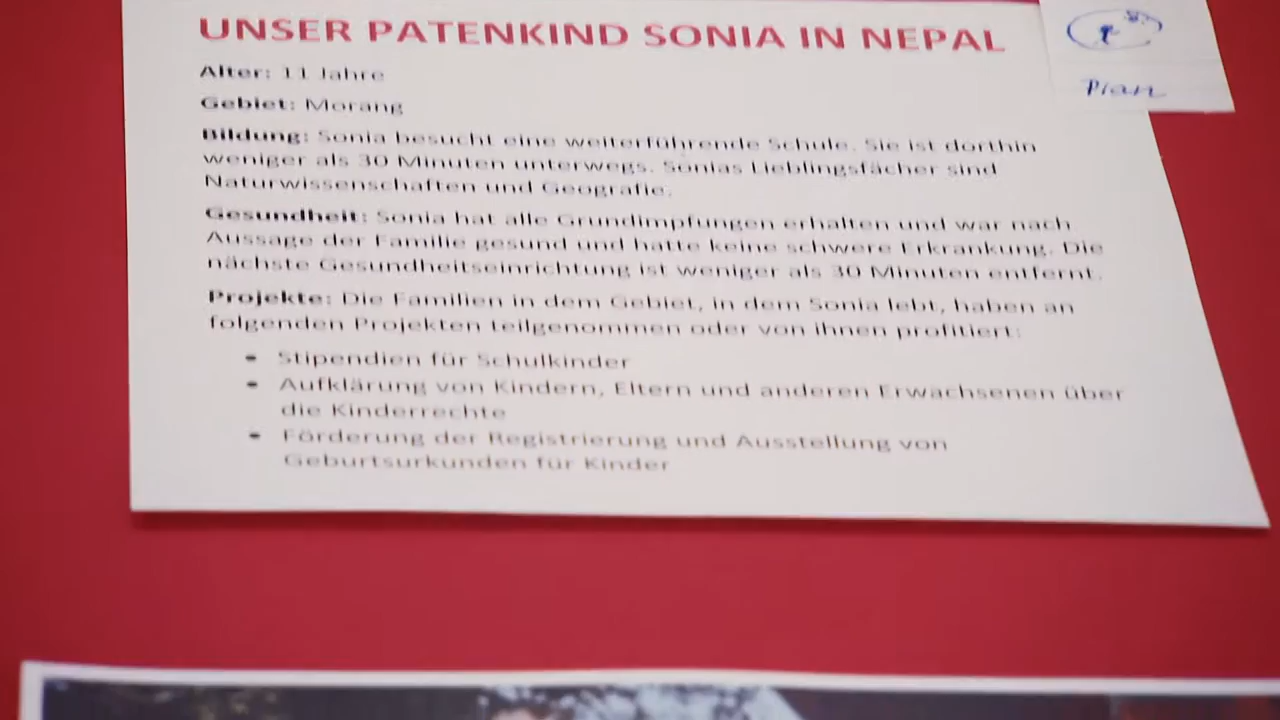 UNSER PATENKIND SONIA IN NEPAL
Alter: 11 Jahre
Gebiet: Morang
Bildung: Sonia besucht eine weiterführende Schule. Sie ist dorthin
weniger als 30 Minuten unterwegs. Sonias Lieblingsfächer sind
Naturwissenschaften und Geografie.
Gesundheit: Sonia hat alle Grundimpfungen erhalten und war nach
Aussage der Familie gesund und hatte keine schwere Erkrankung. Die
nächste Gesundheitseinrichtung ist weniger als 30 Minuten entfernt.
Projekte: Die Familien in dem Gebiet, in dem Sonia lebt, haben an
folgenden Projekten teilgenommen oder von ihnen profitiert:
• Stipendien für Schulkinder
• Aufklärung von Kindern, Eltern und anderen Erwachsenen über
die Kinderrechte
• Förderung der Registrierung und Ausstellung von
Geburtsurkunden für Kinder